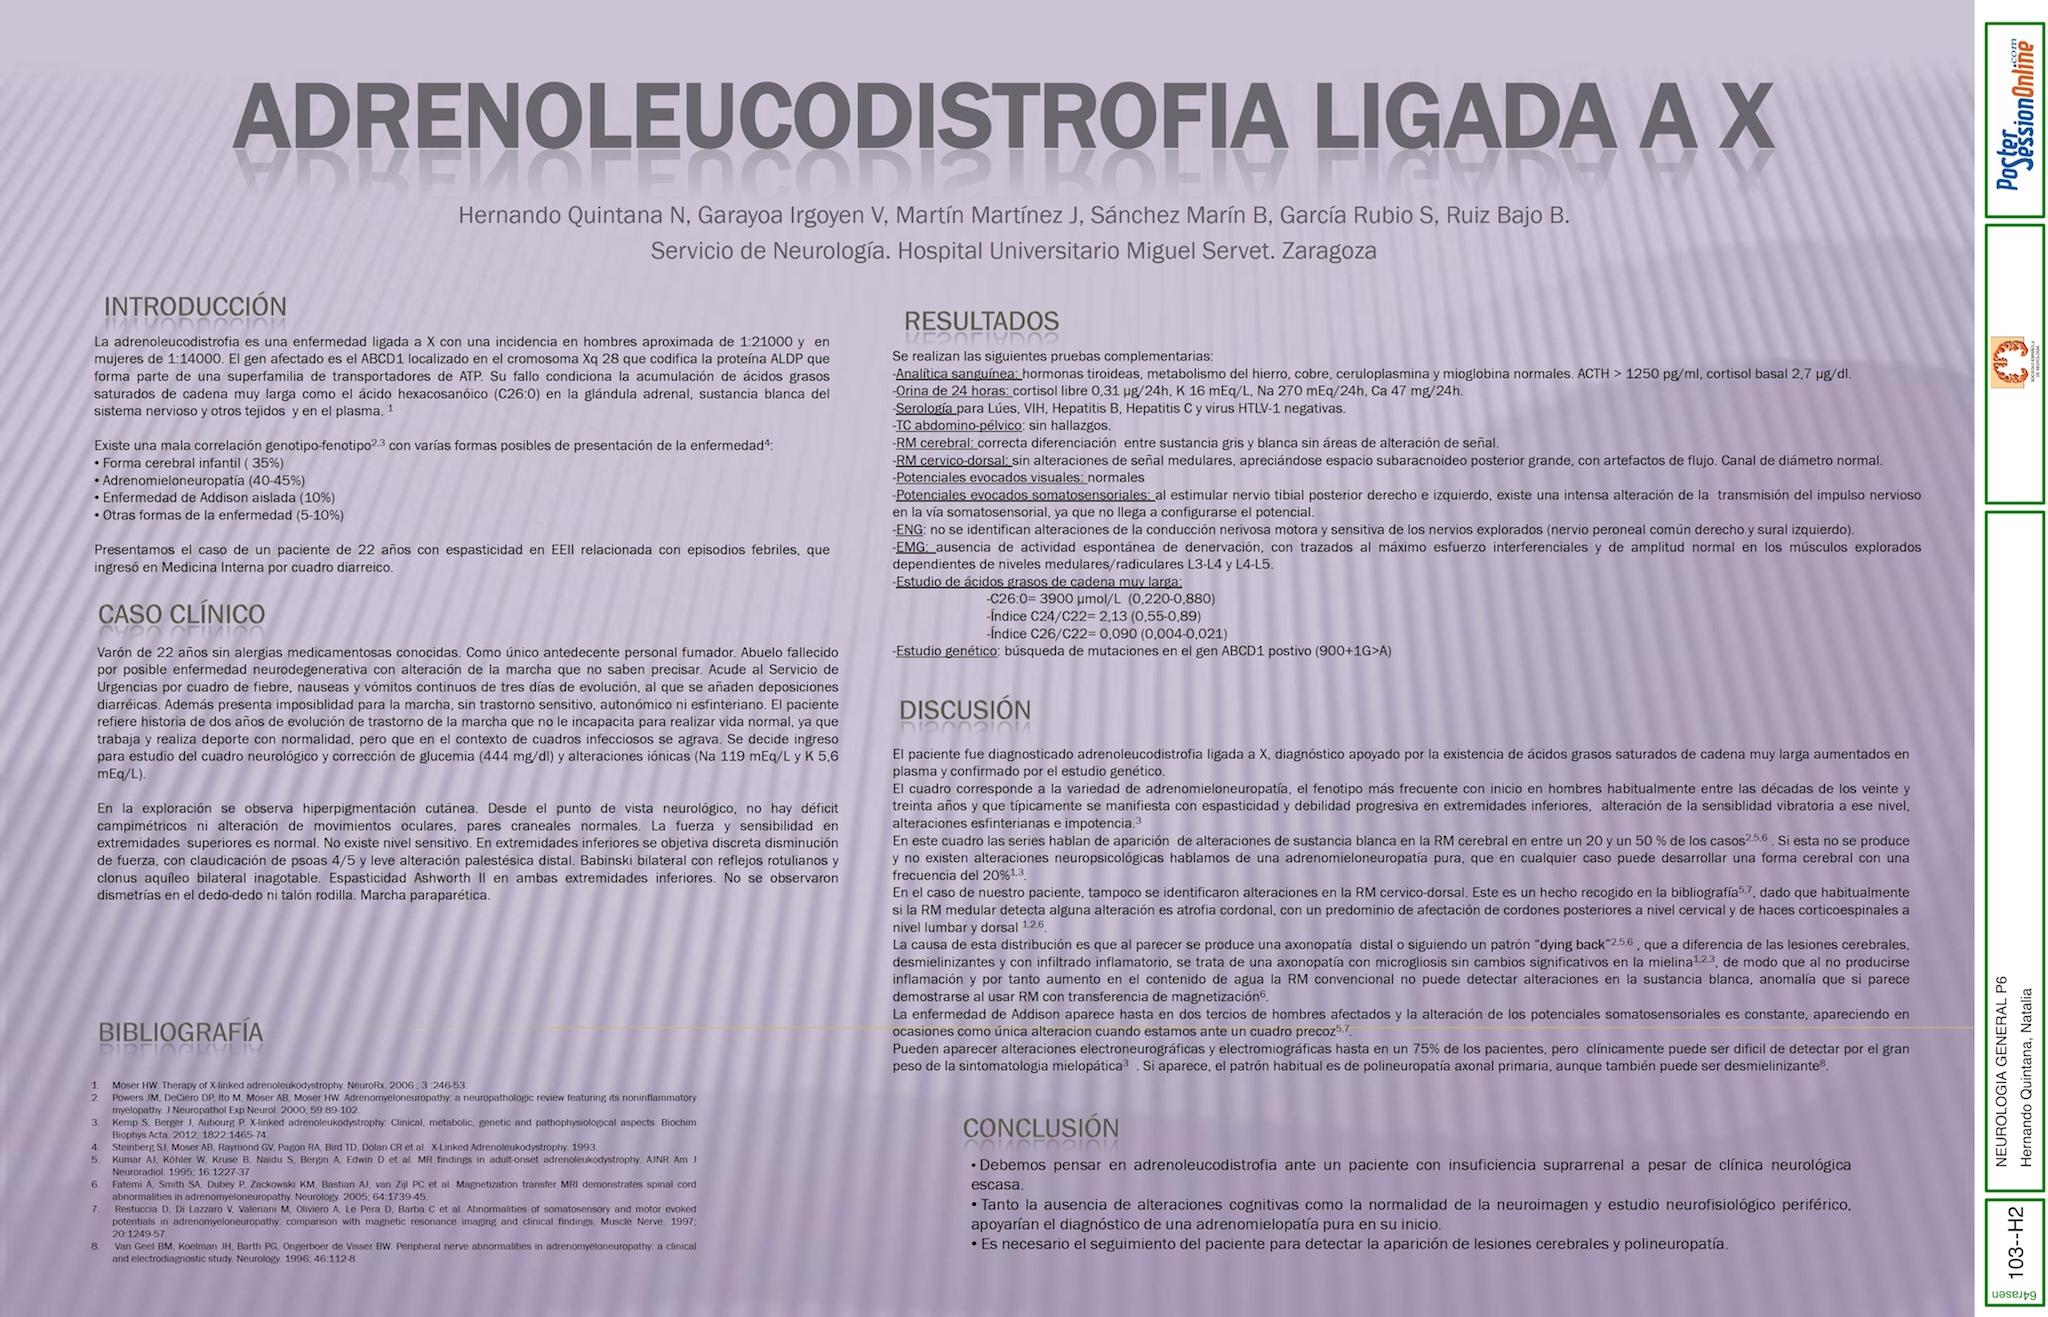 ADRENOLEUCODISTROFIA LIGADA A X
Hernando Quintana N, Garayoa Irgoyen V, Martín Martínez J, Sánchez Marín B, García Rubio S, Ruiz Bajo B.
Servicio de Neurología. Hospital Universitario Miguel Servet. Zaragoza
INTRODUCCIÓN
La adrenoleucodistrofia es una enfermedad ligada a X con una incidencia en hombres aproximada de 1:21000 y en
mujeres de 1:14000. El gen afectado es el ABCD1 localizado en el cromosoma Xq 28 que codifica la proteína ALDP que
forma parte de una superfamilia de transportadores de ATP. Su fallo condiciona la acumulación de ácidos grasos
saturados de cadena muy larga como el ácido hexacosanóico (C26:0) en la glándula adrenal, sustancia blanca del
sistema nervioso y otros tejidos y en el plasma. 1
Existe una mala correlación genotipo-fenotipo2,3 con varías formas posibles de presentación de la enfermedad4:
• Forma cerebral infantil ( 35%)
• Adrenomieloneuropatía (40-45%)
• Enfermedad de Addison aislada (10%)
• Otras formas de la enfermedad (5-10%)
Presentamos el caso de un paciente de 22 años con espasticidad en EEII relacionada con episodios febriles, que
ingresó en Medicina Interna por cuadro diarreico.
CASO CLÍNICO
Varón de 22 años sin alergias medicamentosas conocidas. Como único antecedente personal fumador. Abuelo fallecido
por posible enfermedad neurodegenerativa con alteración de la marcha que no saben precisar. Acude al Servicio de
Urgencias por cuadro de fiebre, nauseas y vómitos continuos de tres días de evolución, al que se añaden deposiciones
diarréicas. Además presenta imposiblidad para la marcha, sin trastorno sensitivo, autonómico ni esfinteriano. El paciente
refiere historia de dos años de evolución de trastorno de la marcha que no le incapacita para realizar vida normal, ya que
trabaja y realiza deporte con normalidad, pero que en el contexto de cuadros infecciosos se agrava. Se decide ingreso
para estudio del cuadro neurológico y corrección de glucemia (444 mg/dl) y alteraciones iónicas (Na 119 mEq/L y K 5,6
mEq/L).
En la exploración se observa hiperpigmentación cutánea. Desde el punto de vista neurológico, no hay déficit
campimétricos ni alteración de movimientos oculares, pares craneales normales. La fuerza y sensibilidad en
extremidades superiores es normal. No existe nivel sensitivo. En extremidades inferiores se objetiva discreta disminución
de fuerza, con claudicación de psoas 4/5 y leve alteración palestésica distal. Babinski bilateral con reflejos rotulianos y
clonus aquíleo bilateral inagotable. Espasticidad Ashworth II en ambas extremidades inferiores. No se observaron
dismetrías en el dedo-dedo ni talón rodilla. Marcha paraparética.
BIBLIOGRAFÍA
1. Moser HW. Therapy of X-linked adrenoleukodystrophy. NeuroRx. 2006 ; 3 :246-53.
2. Powers JM, DeCiero DP, Ito M, Moser AB, Moser HW. Adrenomyeloneuropathy: a neuropathologic review featuring its noninflammatory
myelopathy. J Neuropathol Exp Neurol. 2000; 59:89-102.
3. Kemp S, Berger J, Aubourg P. X-linked adrenoleukodystrophy: Clinical, metabolic, genetic and pathophysiological aspects. Biochim
Biophys Acta. 2012; 1822:1465-74.
4. Steinberg SJ, Moser AB, Raymond GV, Pagon RA, Bird TD, Dolan CR et al. X-Linked Adrenoleukodystrophy. 1993.
5. Kumar AJ, Köhler W, Kruse B, Naidu S, Bergin A, Edwin D et al. MR findings in adult-onset adrenoleukodystrophy. AJNR Am J
Neuroradiol. 1995; 16:1227-37
6. Fatemi A, Smith SA, Dubey P, Zackowski KM, Bastian AJ, van Zijl PC et al. Magnetization transfer MRI demonstrates spinal cord
abnormalities in adrenomyeloneuropathy. Neurology. 2005; 64:1739-45.
7. Restuccia D, Di Lazzaro V, Valeriani M, Oliviero A, Le Pera D, Barba C et al. Abnormalities of somatosensory and motor evoked
potentials in adrenomyeloneuropathy: comparison with magnetic resonance imaging and clinical findings. Muscle Nerve. 1997;
20:1249-57.
8. Van Geel BM, Koelman JH, Barth PG, Ongerboer de Visser BW. Peripheral nerve abnormalities in adrenomyeloneuropathy: a clinical
and electrodiagnostic study. Neurology. 1996; 46:112-8.
RESULTADOS
Se realizan las siguientes pruebas complementarias:
-Analítica sanguínea: hormonas tiroideas, metabolismo del hierro, cobre, ceruloplasmina y mioglobina normales. ACTH > 1250 pg/ml, cortisol basal 2,7 µg/dl.
-Orina de 24 horas: cortisol libre 0,31 µg/24h, K 16 mEq/L, Na 270 mEq/24h, Ca 47 mg/24h.
-Serología para Lúes, VIH, Hepatitis B, Hepatitis C y virus HTLV-1 negativas.
-TC abdomino-pélvico: sin hallazgos.
-RM cerebral: correcta diferenciación entre sustancia gris y blanca sin áreas de alteración de señal.
-RM cervico-dorsal: sin alteraciones de señal medulares, apreciándose espacio subaracnoideo posterior grande, con artefactos de flujo. Canal de diámetro normal.
-Potenciales evocados visuales: normales
-Potenciales evocados somatosensoriales: al estimular nervio tibial posterior derecho e izquierdo, existe una intensa alteración de la transmisión del impulso nervioso
en la vía somatosensorial, ya que no llega a configurarse el potencial.
-ENG: no se identifican alteraciones de la conducción nerivosa motora y sensitiva de los nervios explorados (nervio peroneal común derecho y sural izquierdo).
-EMG: ausencia de actividad espontánea de denervación, con trazados al máximo esfuerzo interferenciales y de amplitud normal en los músculos explorados
dependientes de niveles medulares/radiculares L3-L4 y L4-L5.
-Estudio de ácidos grasos de cadena muy larga:
-C26:0= 3900 µmol/L (0,220-0,880)
-Índice C24/C22= 2,13 (0,55-0,89)
-Índice C26/C22= 0,090 (0,004-0,021)
-Estudio genético: búsqueda de mutaciones en el gen ABCD1 postivo (900+1G>A)
DISCUSIÓN
El paciente fue diagnosticado adrenoleucodistrofia ligada a X, diagnóstico apoyado por la existencia de ácidos grasos saturados de cadena muy larga aumentados en
plasma y confirmado por el estudio genético.
El cuadro corresponde a la variedad de adrenomieloneuropatía, el fenotipo más frecuente con inicio en hombres habitualmente entre las décadas de los veinte y
treinta años y que típicamente se manifiesta con espasticidad y debilidad progresiva en extremidades inferiores, alteración de la sensiblidad vibratoria a ese nivel,
alteraciones esfinterianas e impotencia.3
En este cuadro las series hablan de aparición de alteraciones de sustancia blanca en la RM cerebral en entre un 20 y un 50 % de los casos2,5,6 . Si esta no se produce
y no existen alteraciones neuropsicológicas hablamos de una adrenomieloneuropatía pura, que en cualquier caso puede desarrollar una forma cerebral con una
frecuencia del 20%1,3.
En el caso de nuestro paciente, tampoco se identificaron alteraciones en la RM cervico-dorsal. Este es un hecho recogido en la bibliografía5,7, dado que habitualmente
si la RM medular detecta alguna alteración es atrofia cordonal, con un predominio de afectación de cordones posteriores a nivel cervical y de haces corticoespinales a
nivel lumbar y dorsal 1,2,6.
La causa de esta distribución es que al parecer se produce una axonopatía distal o siguiendo un patrón "dying back"2,5,6 , que a diferencia de las lesiones cerebrales,
desmielinizantes y con infiltrado inflamatorio, se trata de una axonopatía con microgliosis sin cambios significativos en la mielina1,2,3, de modo que al no producirse
inflamación y por tanto aumento en el contenido de agua la RM convencional no puede detectar alteraciones en la sustancia blanca, anomalía que si parece
demostrarse al usar RM con transferencia de magnetización6.
La enfermedad de Addison aparece hasta en dos tercios de hombres afectados y la alteración de los potenciales somatosensoriales es constante, apareciendo en
ocasiones como única alteracion cuando estamos ante un cuadro precoz5,7.
Pueden aparecer alteraciones electroneurográficas y electromiográficas hasta en un 75% de los pacientes, pero clínicamente puede ser dificil de detectar por el gran
peso de la sintomatologia mielopática3 . Si aparece, el patrón habitual es de polineuropatía axonal primaria, aunque también puede ser desmielinizante8.
CONCLUSIÓN
• Debemos pensar en adrenoleucodistrofia ante un paciente con insuficiencia suprarrenal a pesar de clínica neurológica
escasa.
• Tanto la ausencia de alteraciones cognitivas como la normalidad de la neuroimagen y estudio neurofisiológico periférico,
apoyarían el diagnóstico de una adrenomielopatía pura en su inicio.
• Es necesario el seguimiento del paciente para detectar la aparición de lesiones cerebrales y polineuropatía.
PosterSessionOnline.com
SOCIEDAD ESPAÑOLA
DE NEUROLOGÍA
NEUROLOGIA GENERAL P6
Hernando Quintana, Natalia
103--H2
64rasen